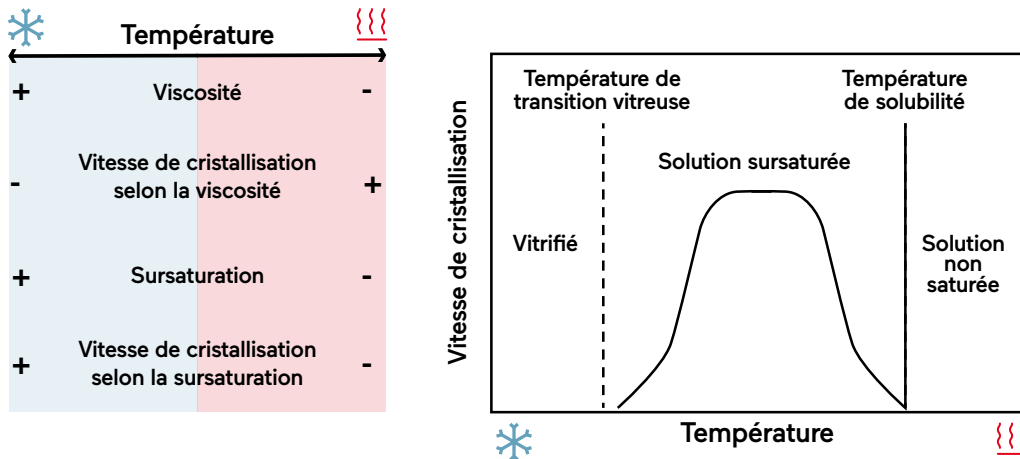 Température
+ Viscosité -
- Vitesse de cristallisation
selon la viscosité +
+ Sursaturation -
+ Vitesse de cristallisation
selon la sursaturation -
Vitesse de cristallisation
Température de
transition vitreuse
Température
de solubilité
Solution sursaturée
Vitrifié
Solution
non
saturée
Température